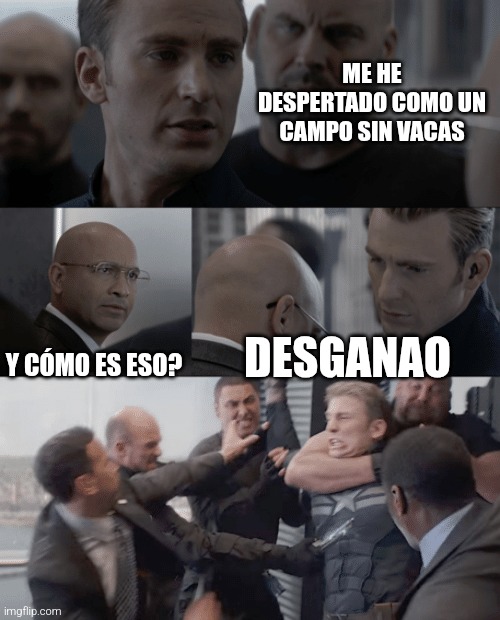 ME HE
DESPERTADO COMO UN
CAMPO SIN VACAS
Y CÓMO ES ESO?
DESGANAO
imgflip.com